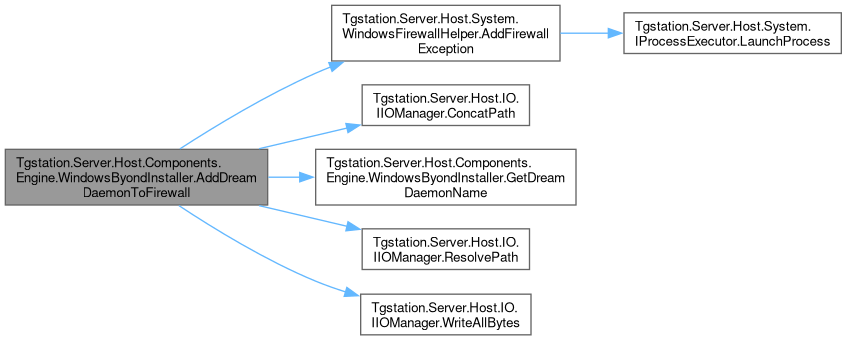 Tgstation.Server.Host.System.
WindowsFirewallHelper.AddFirewall
Exception
Tgstation.Server.Host.System.
IProcessExecutor.LaunchProcess
Tgstation.Server.Host.IO.
IIOManager.ConcatPath
Tgstation.Server.Host.Components.
Engine.WindowsByondInstaller.AddDream
DaemonToFirewall
Tgstation.Server.Host.Components.
Engine.WindowsByondInstaller.GetDream
DaemonName
Tgstation.Server.Host.IO.
IIOManager.ResolvePath
Tgstation.Server.Host.IO.
IIOManager.WriteAllBytes